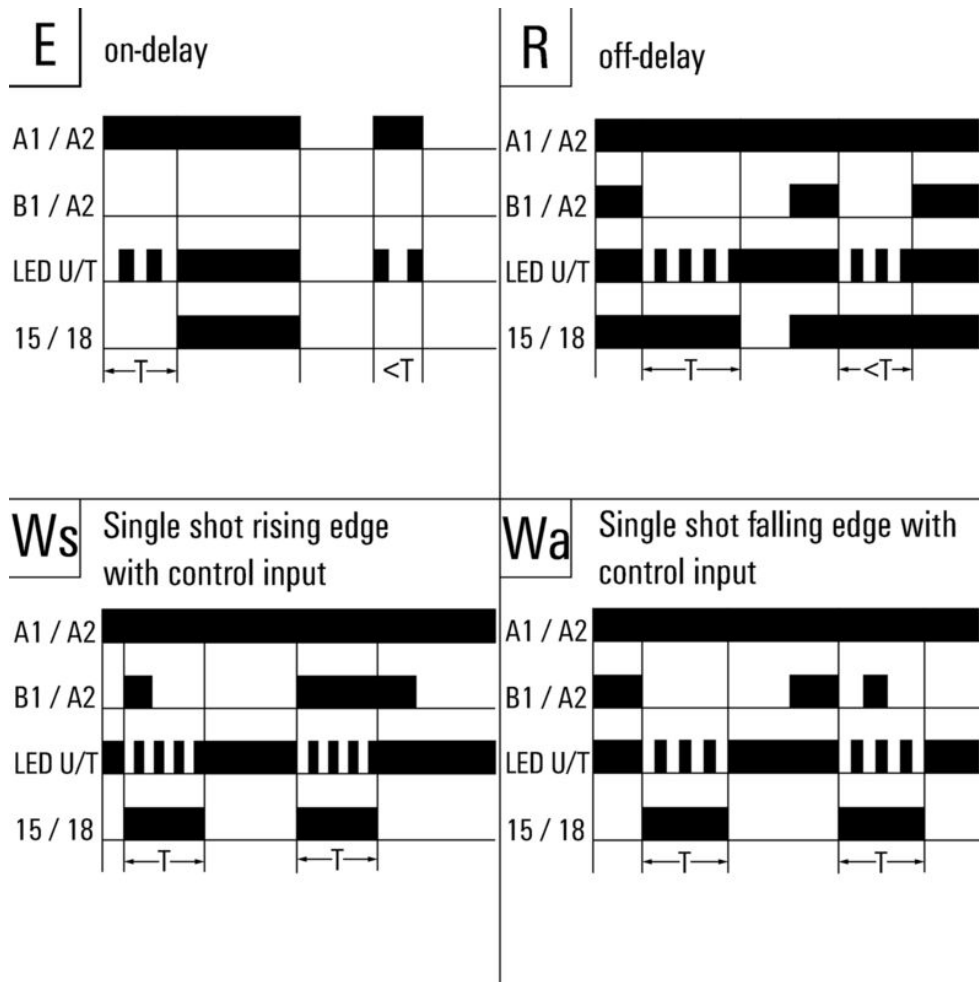 E on-delay
A1 / A2
B1 / A2
LED U/T
15 / 18
T <T
R off-delay
A1 / A2
B1 / A2
LED U/T
15 / 18
T <T
Ws Single shot rising edge
with control input
A1 / A2
B1 / A2
LED U/T
15 / 18
T T
Wa Single shot falling edge with
control input
A1 / A2
B1 / A2
LED U/T
15 / 18
T T